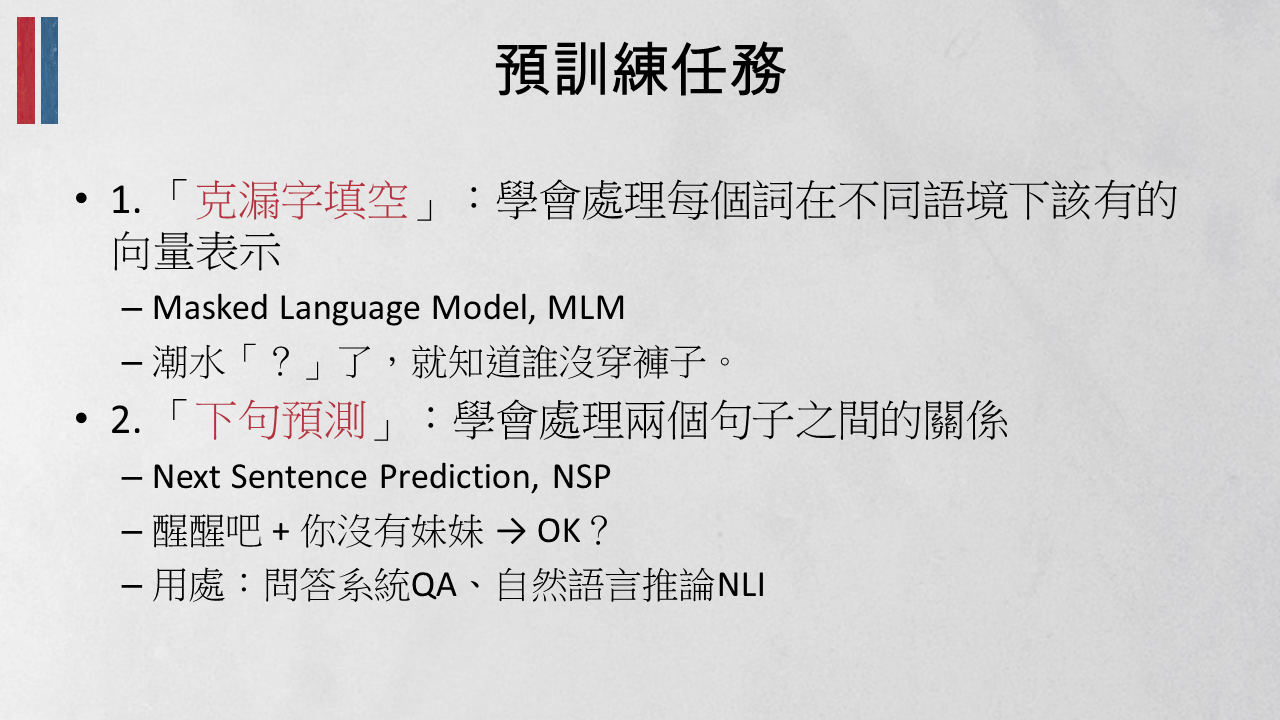 預訓練任務
• 1. 「克漏字填空」：學會處理每個詞在不同語境下該有的
向量表示
– Masked Language Model, MLM
– 潮水「？」了，就知道誰沒穿褲子。
• 2. 「下句預測」：學會處理兩個句子之間的關係
– Next Sentence Prediction, NSP
– 醒醒吧 + 你沒有妹妹 → OK？
– 用處：問答系統QA、自然語言推論NLI